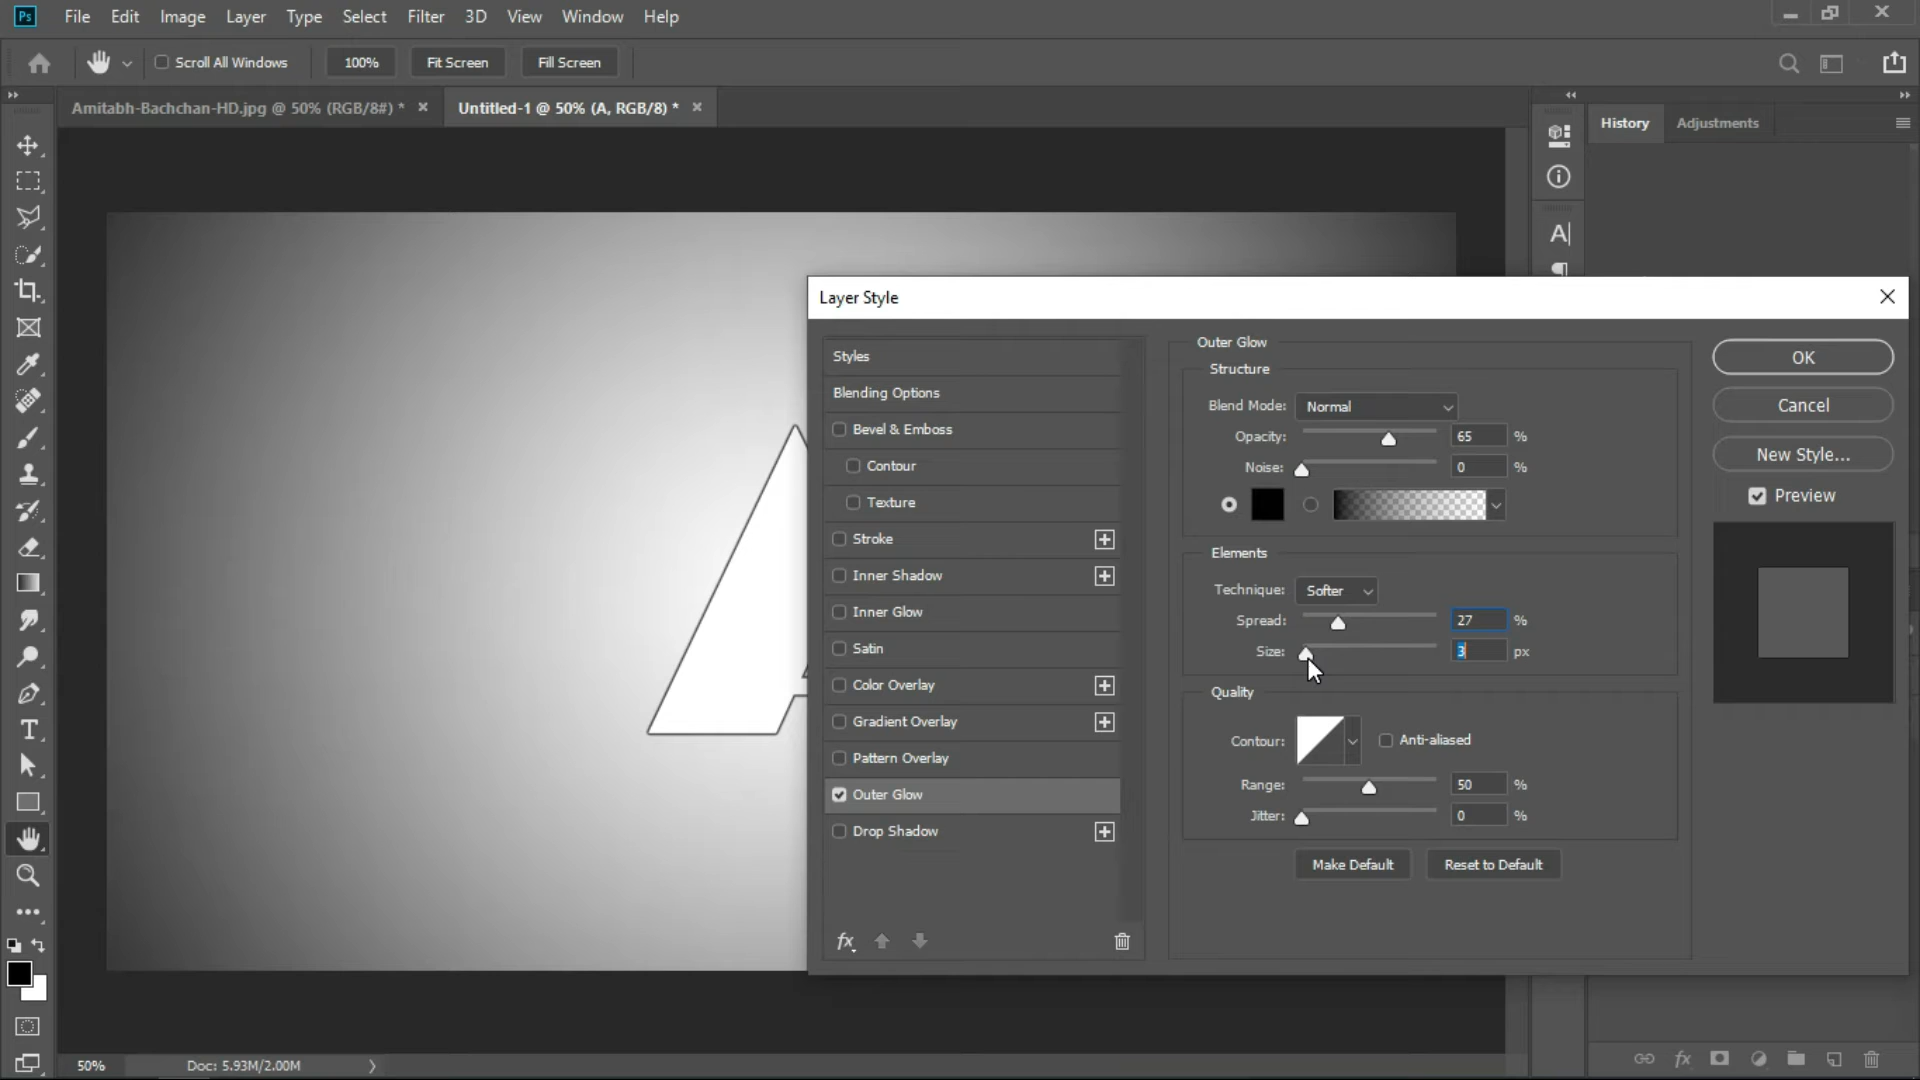 Ps File Edit Image Layer Type Select Filter 3D View Window Help
Scroll All Windows 100% Fit Screen Fill Screen
Amitabh-Bachchan-HD.jpg @ 50% (RGB/8#) * × Untitled-1 @ 50% (A, RGB/8) * ×
History Adjustments
A
Layer Style
Styles
Blending Options
Bevel & Emboss
Contour
Texture
Stroke
Inner Shadow
Inner Glow
Satin
Color Overlay
Gradient Overlay
Pattern Overlay
Outer Glow
Drop Shadow
fx
Outer Glow
Structure
Blend Mode: Normal
Opacity: 65 %
Noise: 0 %
Elements
Technique: Softer
Spread: 27 %
Size: 3 px
Quality
Contour: Anti-aliased
Range: 50 %
Jitter: 0 %
Make Default Reset to Default
OK
Cancel
New Style...
Preview
50% Doc: 5.93M/2.00M
fx